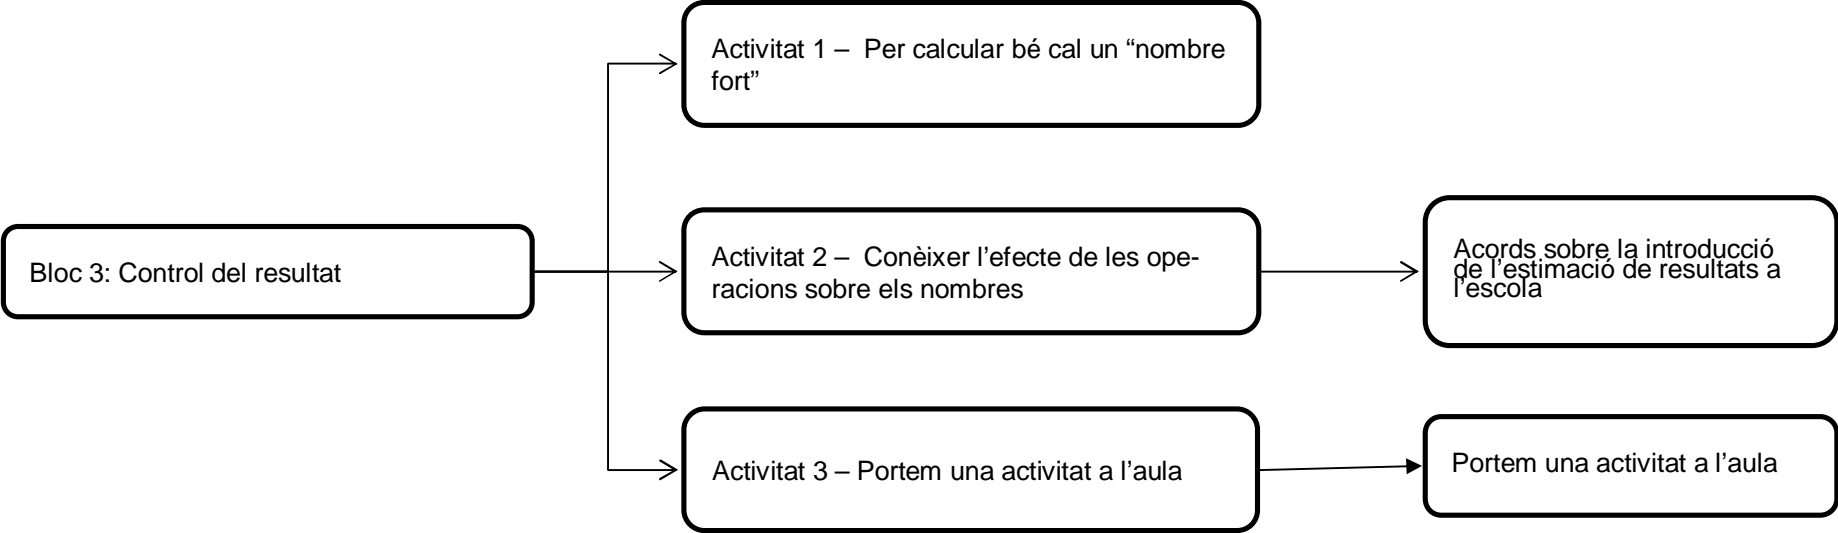 Activitat 1 –  Per calcular bé cal un “nombre
fort”
Bloc 3: Control del resultat
Activitat 2 –  Conèixer l’efecte de les ope-
racions sobre els nombres
Acords sobre la introducció
de l’estimació de resultats a
l’escola
Activitat 3 – Portem una activitat a l’aula
Portem una activitat a l’aula